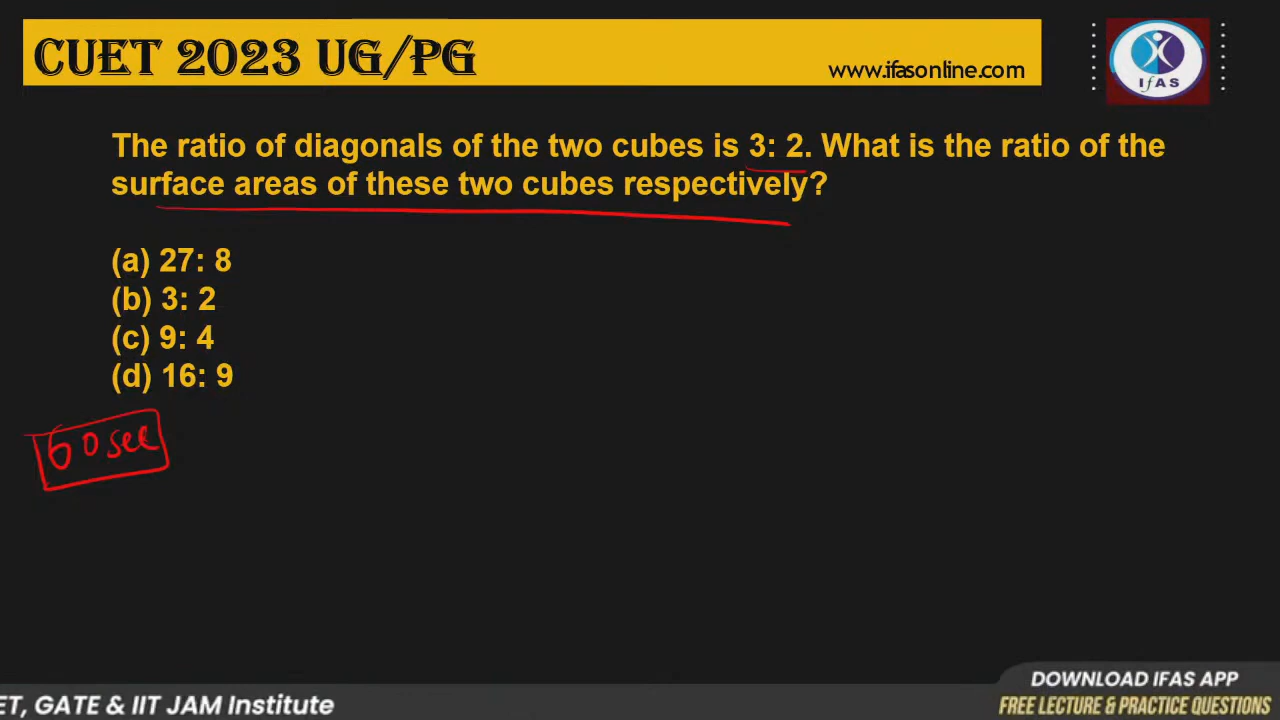 CUET 2023 UG/PG
www.ifasonline.com
IfAS
The ratio of diagonals of the two cubes is 3: 2. What is the ratio of the
surface areas of these two cubes respectively?
(a) 27: 8
(b) 3: 2
(c) 9: 4
(d) 16: 9
60 sec
DOWNLOAD IFAS APP
ET, GATE & IIT JAM Institute
FREE LECTURE & PRACTICE QUESTIONS